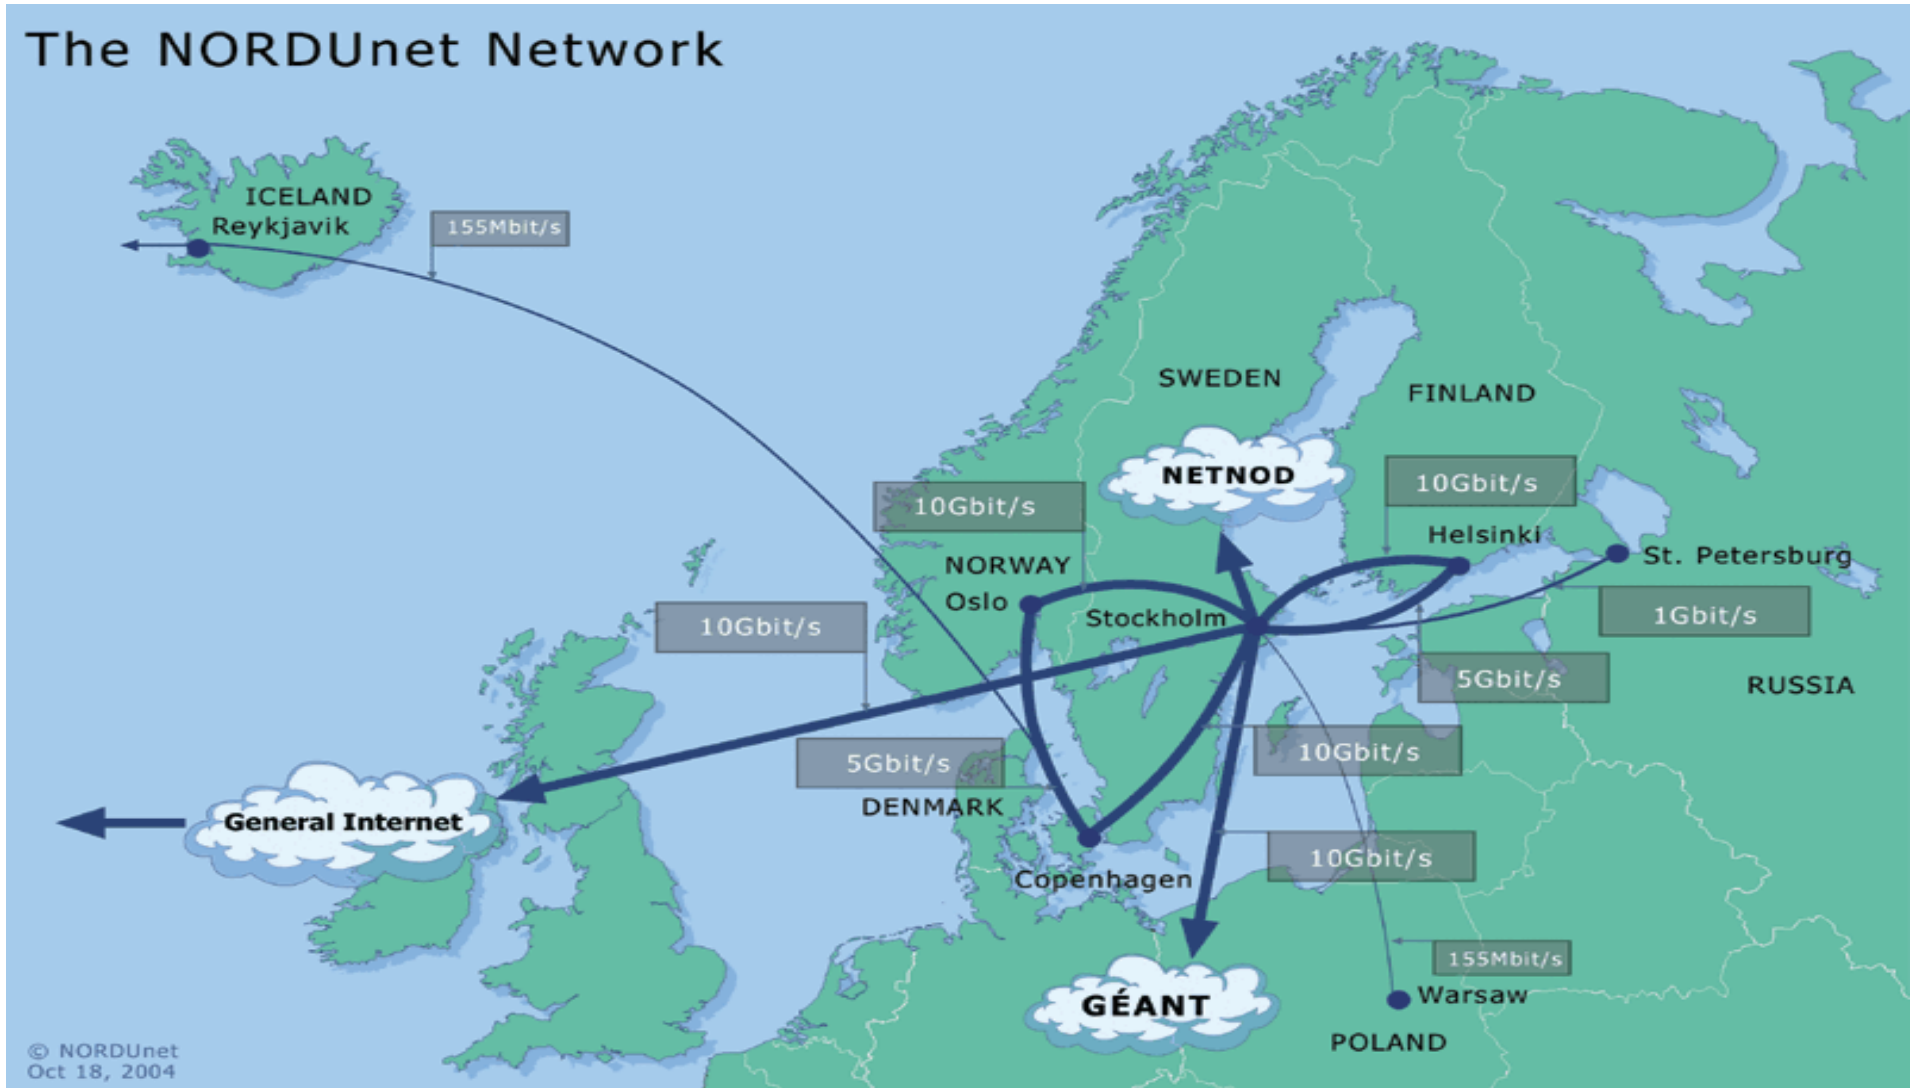 The NORDUnet Network
ICELAND
Reykjavik
155Mbit/s
SWEDEN
FINLAND
NETNOD
10Gbit/s
10Gbit/s
Helsinki
St. Petersburg
NORWAY
Oslo
Stockholm
1Gbit/s
10Gbit/s
5Gbit/s
RUSSIA
10Gbit/s
5Gbit/s
DENMARK
General Internet
10Gbit/s
Copenhagen
155Mbit/s
Warsaw
GÉANT
POLAND
© NORDUnet
Oct 18, 2004